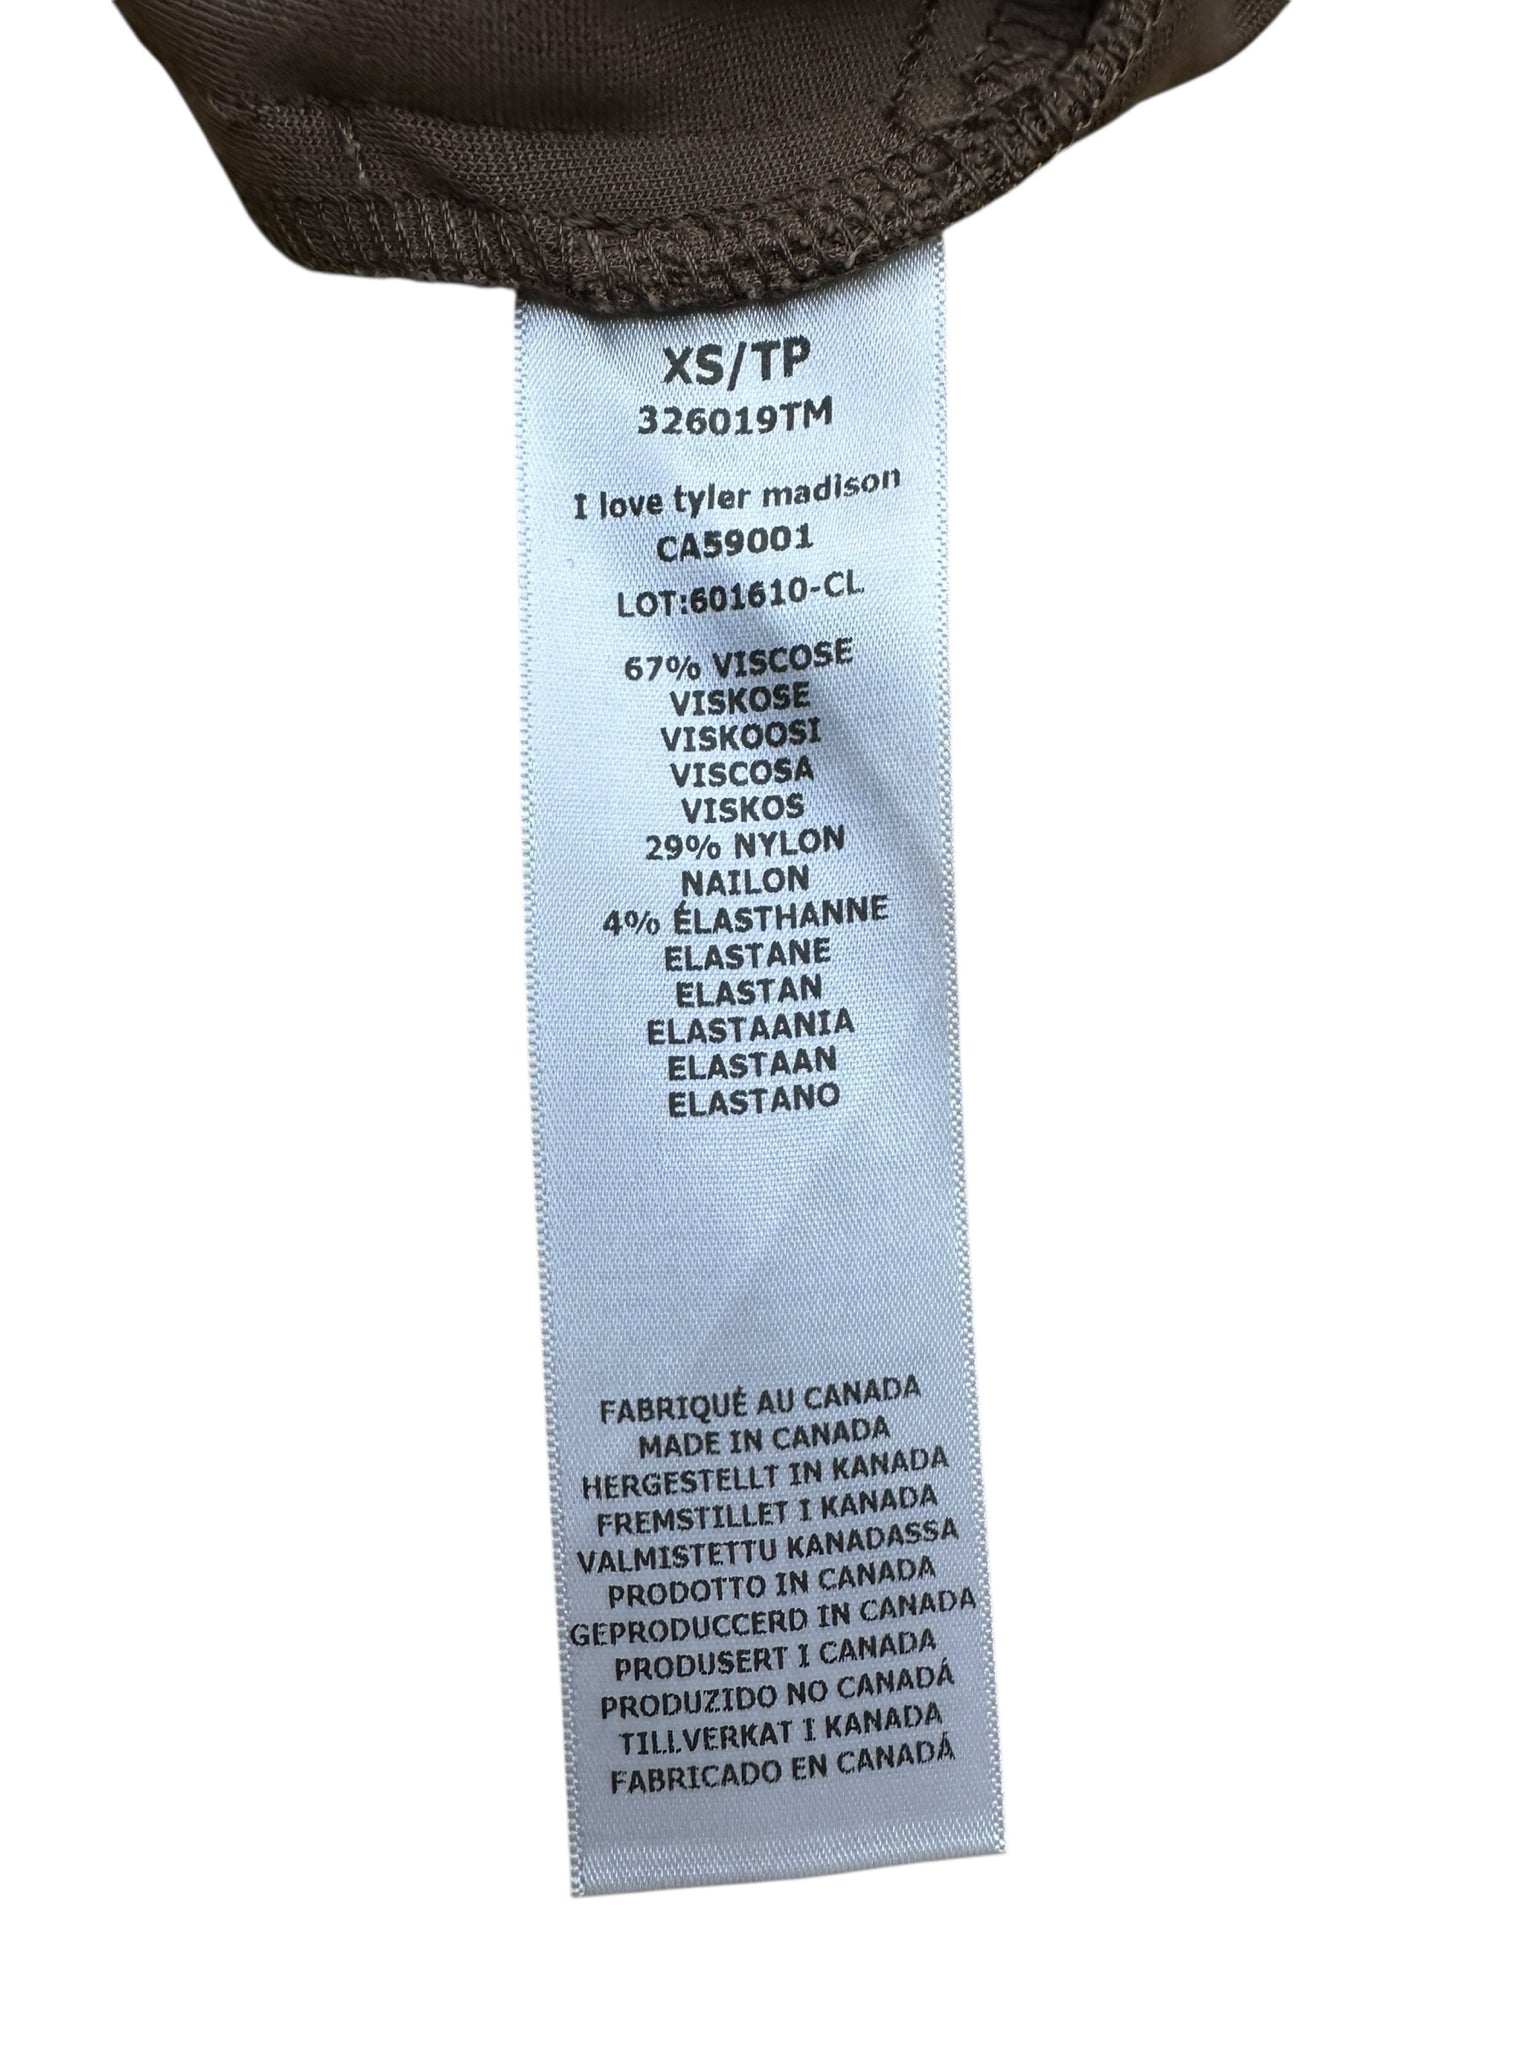 XS/TP
326019TM
I love tyler madison
CA59001
LOT:601610-CL
67% VISCOSE
VISKOSE
VISKOOSI
VISCOSA
VISKOS
29% NYLON
NAILON
4% ÉLASTHANNE
ELASTANE
ELASTAN
ELASTAANIA
ELASTAAN
ELASTANO
FABRIQUÉ AU CANADA
MADE IN CANADA
HERGESTELLT IN KANADA
FREMSTILLET I KANADA
VALMISTETTU KANADASSA
PRODOTTO IN CANADA
GEPRODUCCERD IN CANADA
PRODUSERT I CANADA
PRODUZIDO NO CANADÁ
TILLVERKAT I KANADA
FABRICADO EN CANADÁ